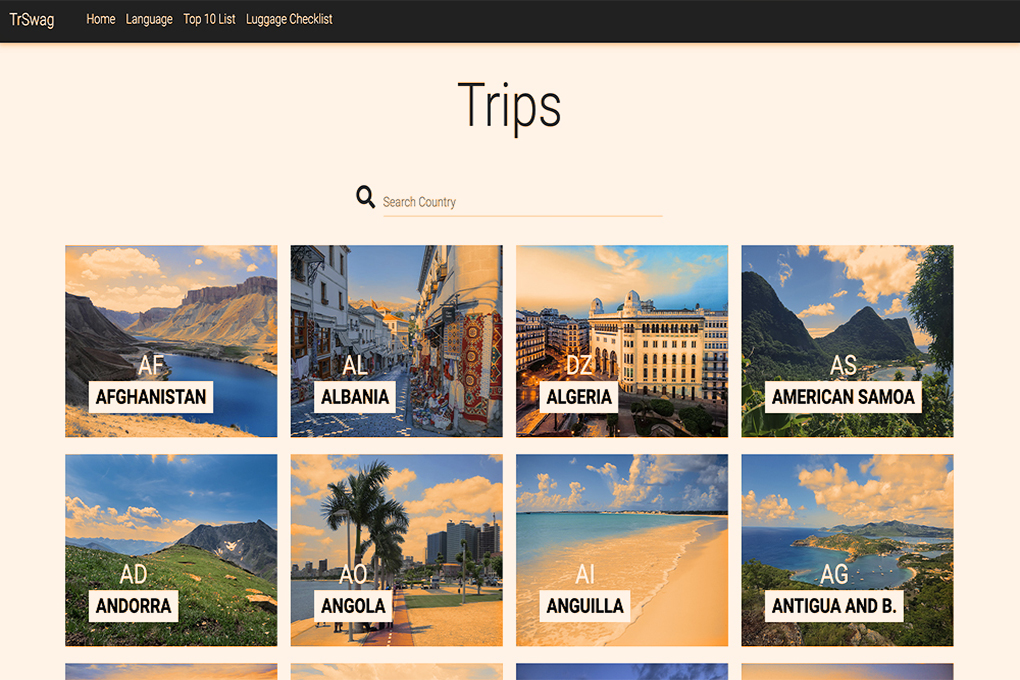 TrSwag Home Language Top 10 List Luggage Checklist
Trips
Search Country
AF
AFGHANISTAN
AL
ALBANIA
DZ
ALGERIA
AS
AMERICAN SAMOA
AD
ANDORRA
AO
ANGOLA
AI
ANGUILLA
AG
ANTIGUA AND B.